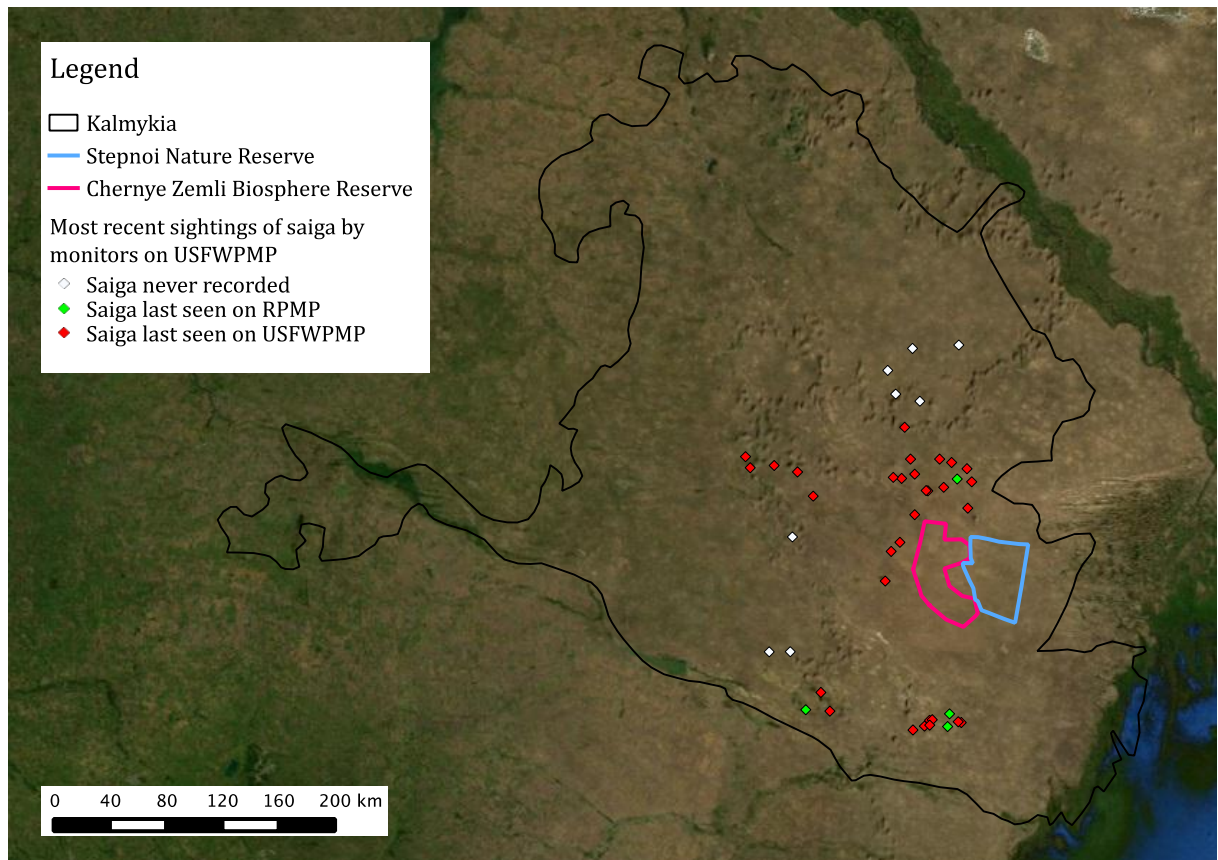 Legend
Kalmykia
Stepnoi Nature Reserve
Chernye Zemli Biosphere Reserve
Most recent sightings of saiga by
monitors on USFWPMP
Saiga never recorded
Saiga last seen on RPMP
Saiga last seen on USFWPMP
0 40 80 120 160 200 km